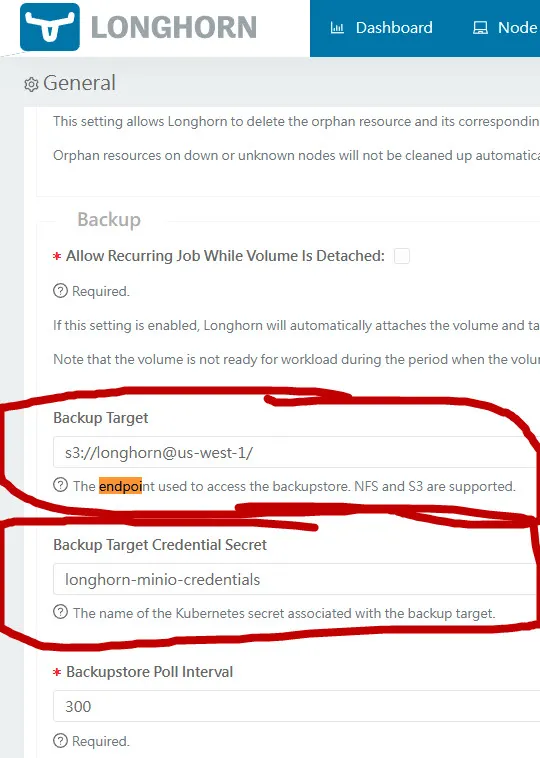 LONGHORN
Dashboard
Node
General
This setting allows Longhorn to delete the orphan resource and its correspondin
Orphan resources on down or unknown nodes will not be cleaned up automatica
Backup
* Allow Recurring Job While Volume Is Detached:
Required.
If this setting is enabled, Longhorn will automatically attaches the volume and ta
Note that the volume is not ready for workload during the period when the volu
Backup Target
s3://longhorn@us-west-1/
The endpoint used to access the backupstore. NFS and S3 are supported.
Backup Target Credential Secret
longhorn-minio-credentials
The name of the Kubernetes secret associated with the backup target.
* Backupstore Poll Interval
300
Required.